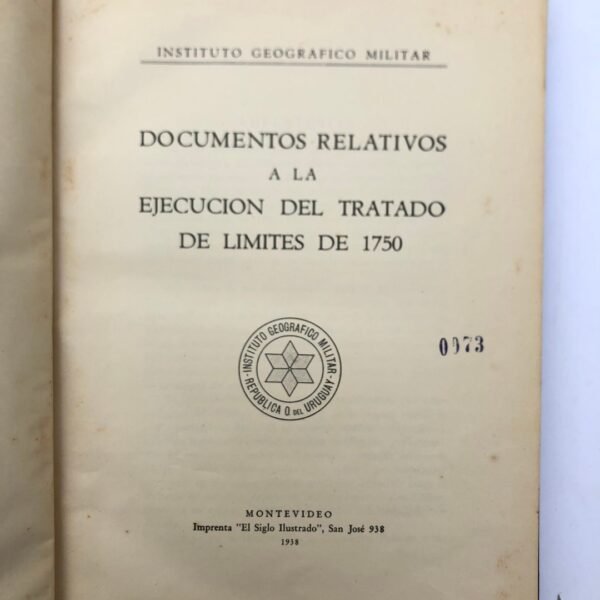 INSTITUTO GEOGRAFICO MILITAR
DOCUMENTOS RELATIVOS
A LA
EJECUCION DEL TRATADO
DE LIMITES DE 1750
· INSTITUTO GEOGRAFICO MILITAR ·
REPUBLICA O. DEL URUGUAY
0973
MONTEVIDEO
Imprenta "El Siglo Ilustrado", San José 938
1938